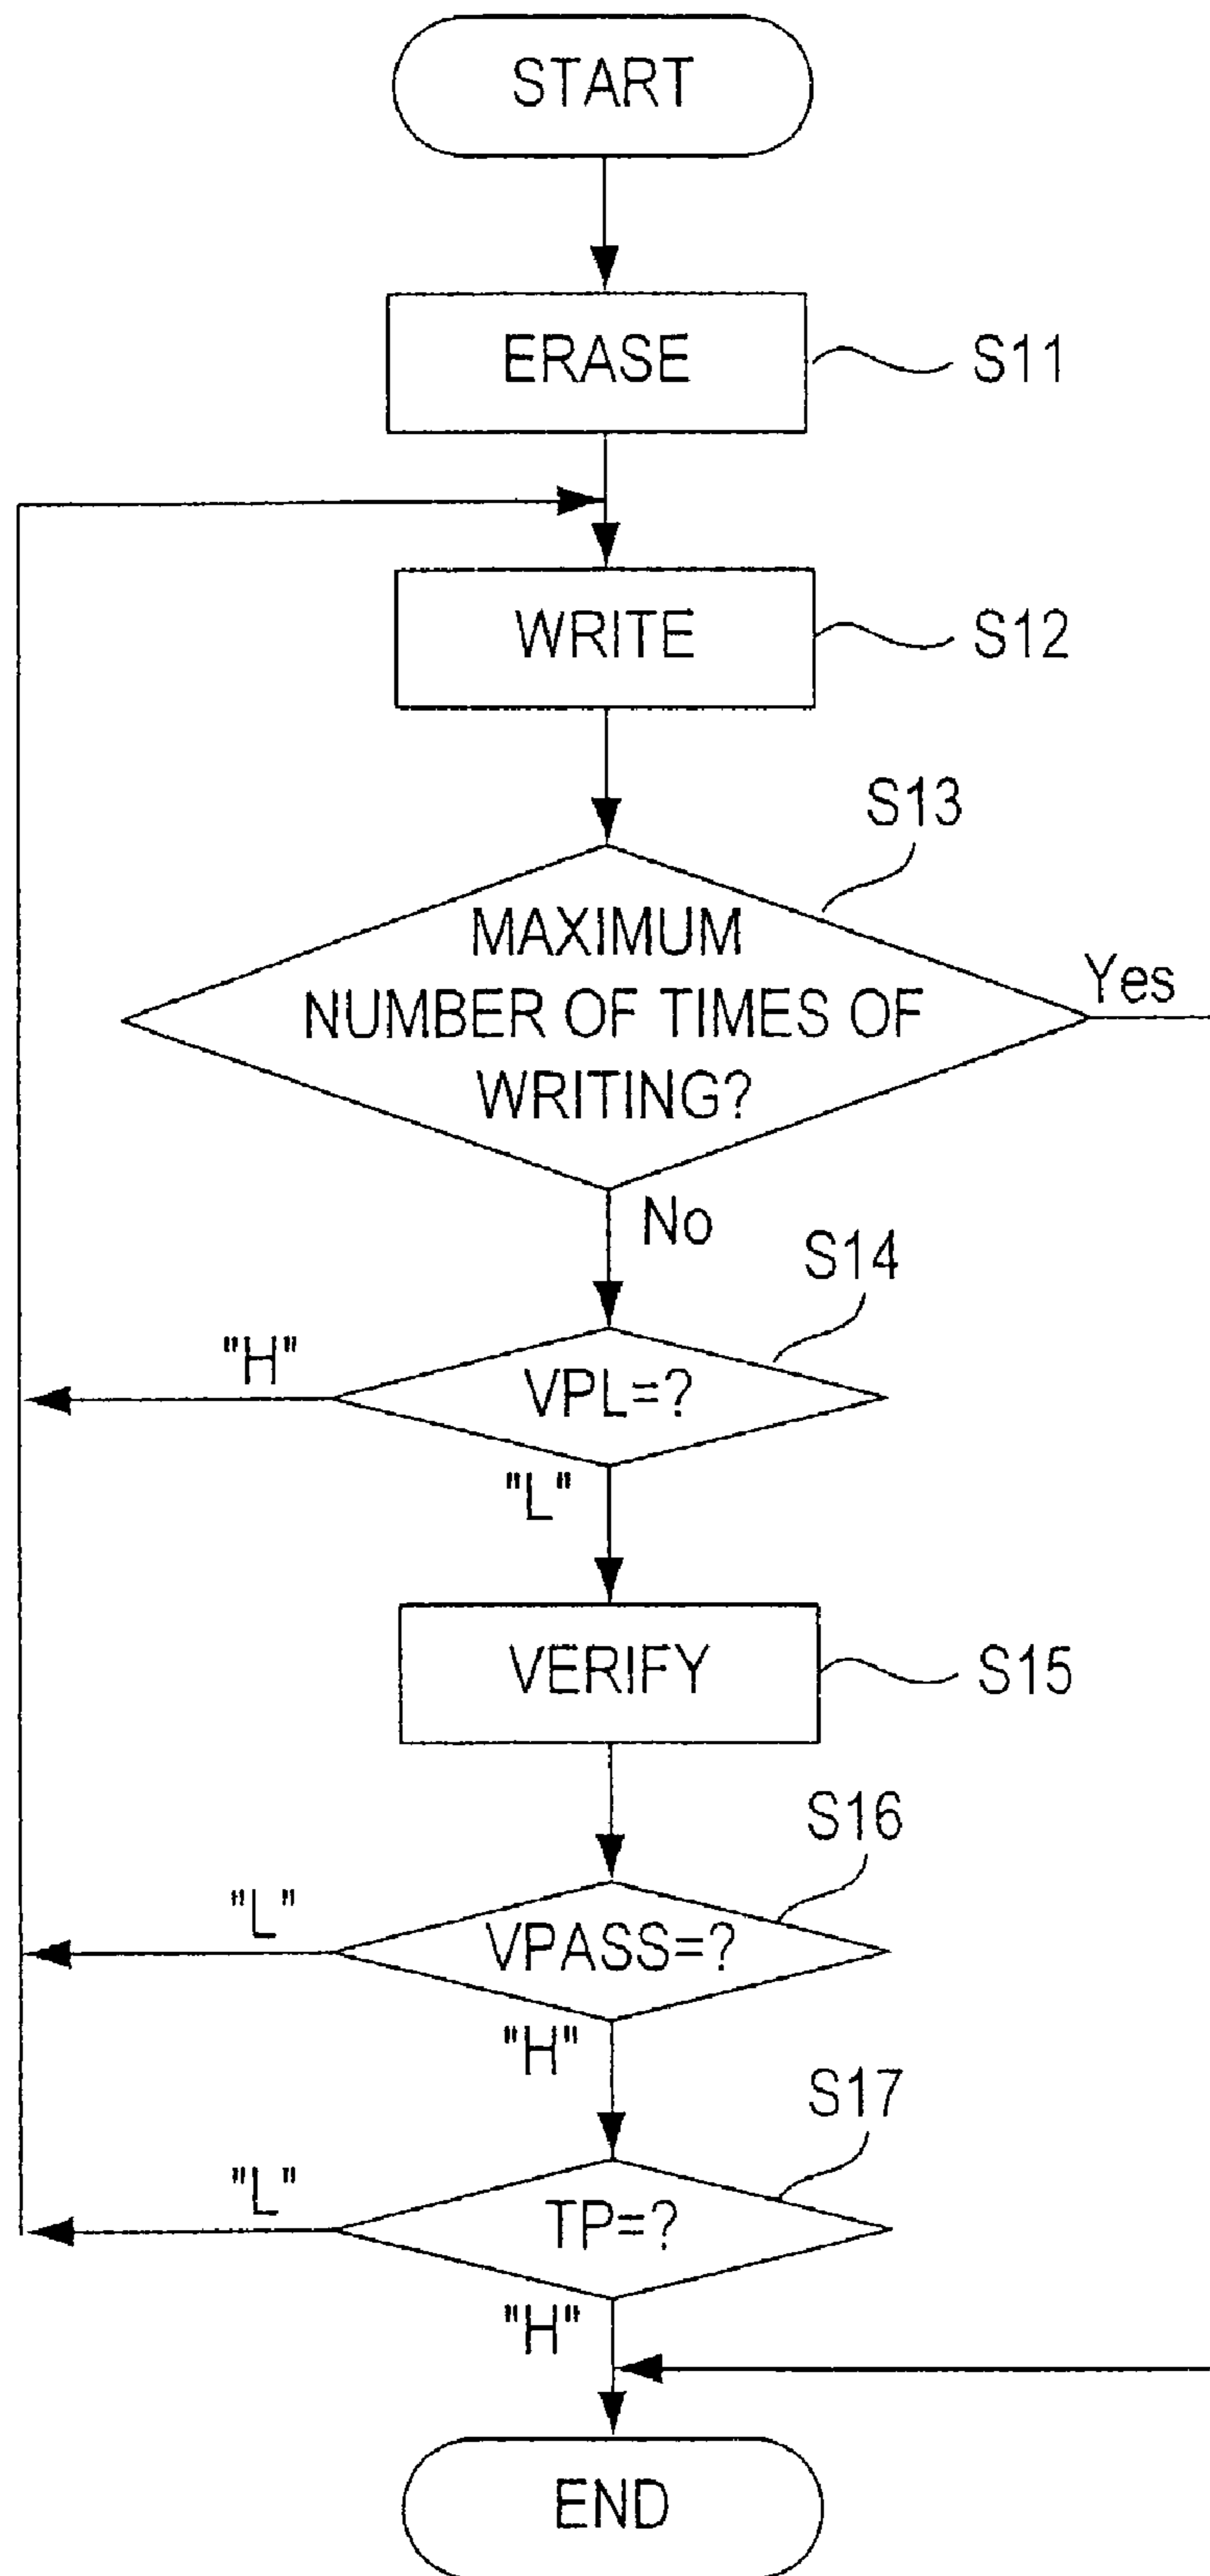 START
ERASE
S11
WRITE
S12
S13
MAXIMUM
NUMBER OF TIMES OF
WRITING?
Yes
No
S14
"H"
VPL=?
"L"
VERIFY
S15
S16
"L"
VPASS=?
"H"
S17
"L"
TP=?
"H"
END